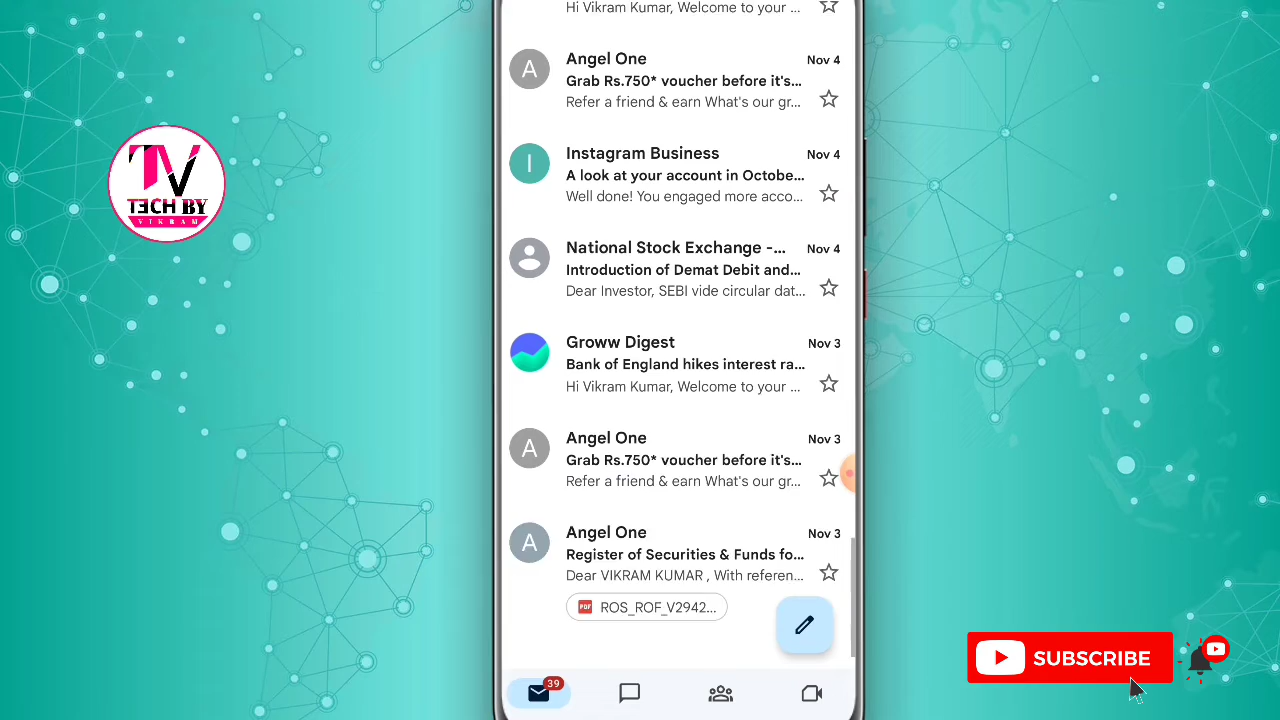 Hi Vikram Kumar, Welcome to your ...
Angel One
Nov 4
Grab Rs.750* voucher before it's...
Refer a friend & earn What's our gr...
A
Instagram Business
Nov 4
A look at your account in Octobe...
Well done! You engaged more acco...
I
National Stock Exchange -...
Nov 4
Introduction of Demat Debit and...
Dear Investor, SEBI vide circular dat...
Groww Digest
Nov 3
Bank of England hikes interest ra...
Hi Vikram Kumar, Welcome to your ...
Angel One
Nov 3
Grab Rs.750* voucher before it's...
Refer a friend & earn What's our gr...
A
Angel One
Nov 3
Register of Securities & Funds fo...
Dear VIKRAM KUMAR , With referen...
A
PDF ROS_ROF_V2942...
39
TV
TECH BY
VIKRAM
SUBSCRIBE